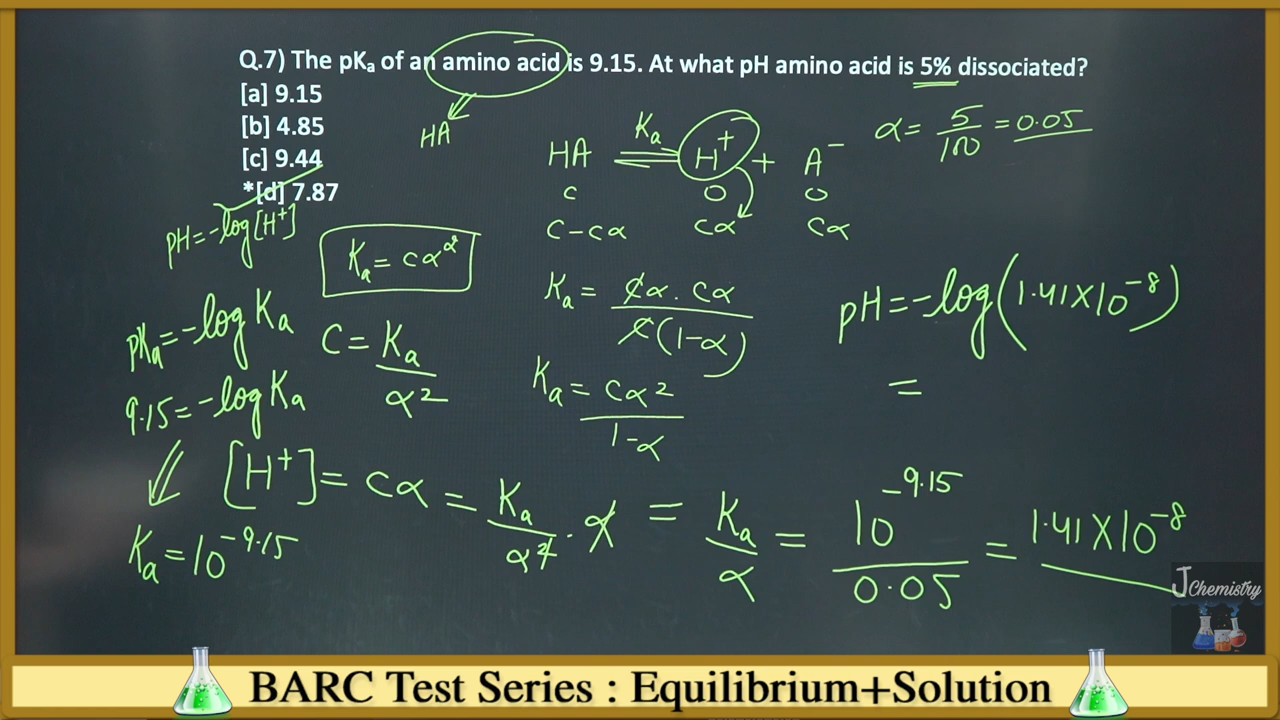 Q.7) The pKₐ of an amino acid is 9.15. At what pH amino acid is 5% dissociated?
[a] 9.15
[b] 4.85
[c] 9.44
*[d] 7.87
HA
HA ⇌ H⁺ + A⁻
Kₐ
C 0 0
C-Cα Cα Cα
α = 5/100 = 0.05
pH = -log[H⁺]
Kₐ = Cα²
Kₐ = Cα · Cα / C(1-α)
pH = -log(1.41×10⁻⁸)
=
pKₐ = -log Kₐ
C = Kₐ/α²
Kₐ = Cα²/1-α
9.15 = -log Kₐ
[H⁺] = Cα = Kₐ/α² · α = Kₐ/α = 10^-9.15/0.05 = 1.41×10⁻⁸
Kₐ = 10^-9.15
J Chemistry
BARC Test Series : Equilibrium+Solution